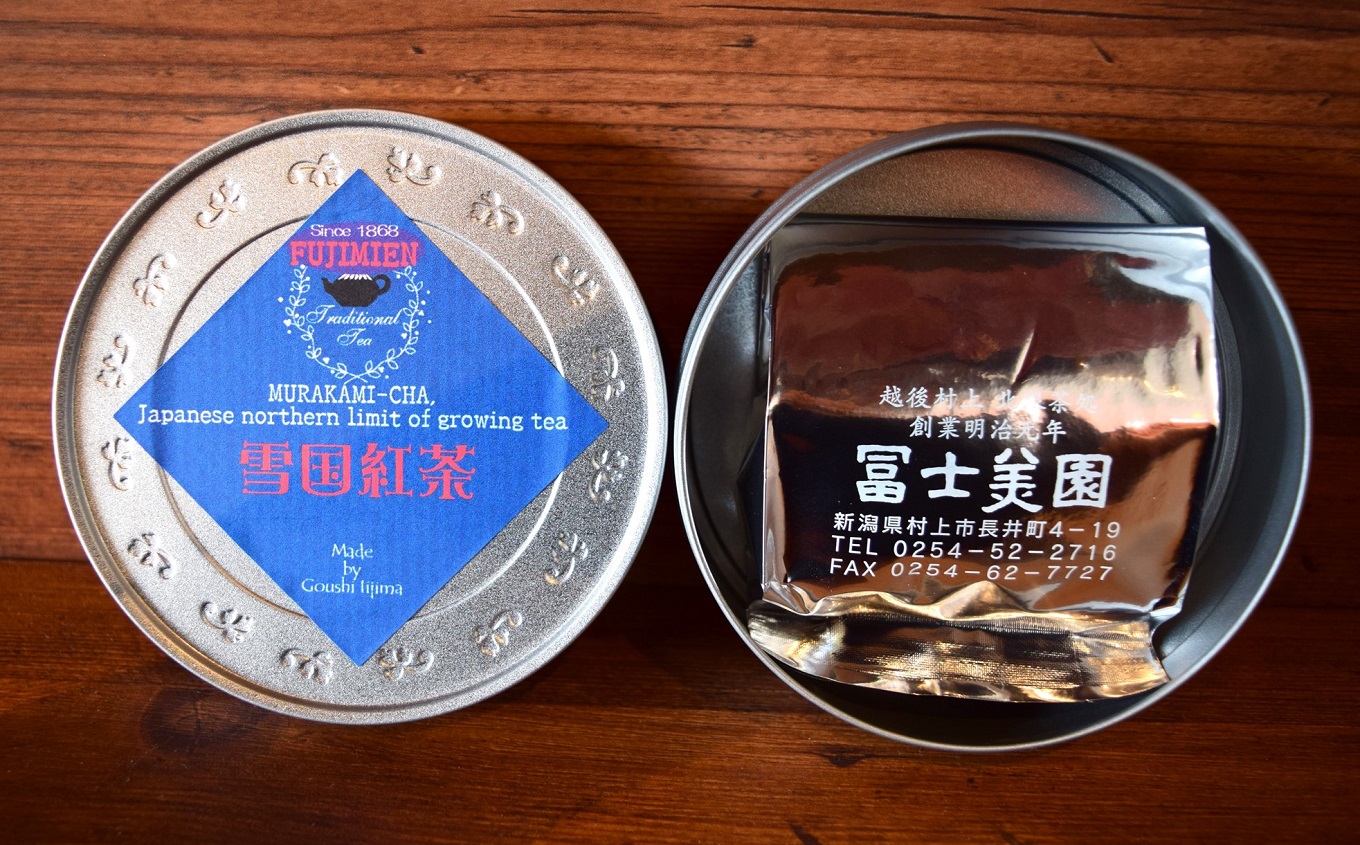 Since 1868
FUJIMIEN
Traditional
Tea
MURAKAMI-CHA,
Japanese northern limit of growing tea
雪国紅茶
Made
by
Goushi Iijima
越後村上 北
創業明治元年
冨士美園
新潟県村上市長井町4-19
TEL 0254-52-2716
FAX 0254-62-7727